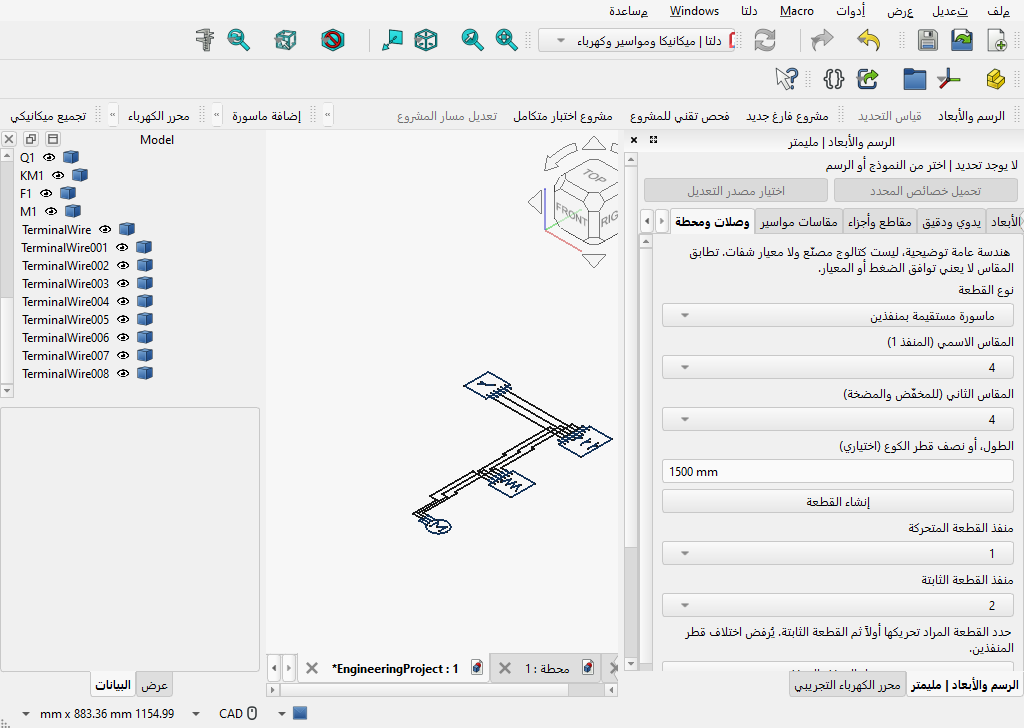 ملف تعديل عرض أدوات Macro دلتا Windows مساعدة
دلتا | ميكانيكا ومواسير وكهرباء
الرسم والأبعاد قياس التحديد مشروع فارغ جديد فحص تقني للمشروع مشروع اختبار متكامل تعديل مسار المشروع إضافة ماسورة محرر الكهرباء تجميع ميكانيكي
Model
Q1
KM1
F1
M1
TerminalWire
TerminalWire001
TerminalWire002
TerminalWire003
TerminalWire004
TerminalWire005
TerminalWire006
TerminalWire007
TerminalWire008
عرض البيانات
TOP
FRONT
RIG
M
محطة : 1
EngineeringProject : 1*
الرسم والأبعاد | مليمتر
لا يوجد تحديد | اختر من النموذج أو الرسم
تحميل خصائص المحدد اختيار مصدر التعديل
الأبعاد يدوي ودقيق مقاطع وأجزاء مقاسات مواسير وصلات ومحطة
هندسة عامة توضيحية، ليست كتالوج مصنّع ولا معيار شفات. تطابق
المقاس لا يعني توافق الضغط أو المعيار.
نوع القطعة
ماسورة مستقيمة بمنفذين
المقاس الاسمي (المنفذ 1)
4
المقاس الثاني (للمخفّض والمضخة)
4
الطول، أو نصف قطر الكوع (اختياري)
1500 mm
إنشاء القطعة
منفذ القطعة المتحركة
1
منفذ القطعة الثابتة
2
حدد القطعة المراد تحريكها أولاً ثم القطعة الثابتة. يُرفض اختلاف قطر
المنفذين.
الرسم والأبعاد | مليمتر محرر الكهرباء التجريبي
CAD
mm x 883.36 mm 1154.99